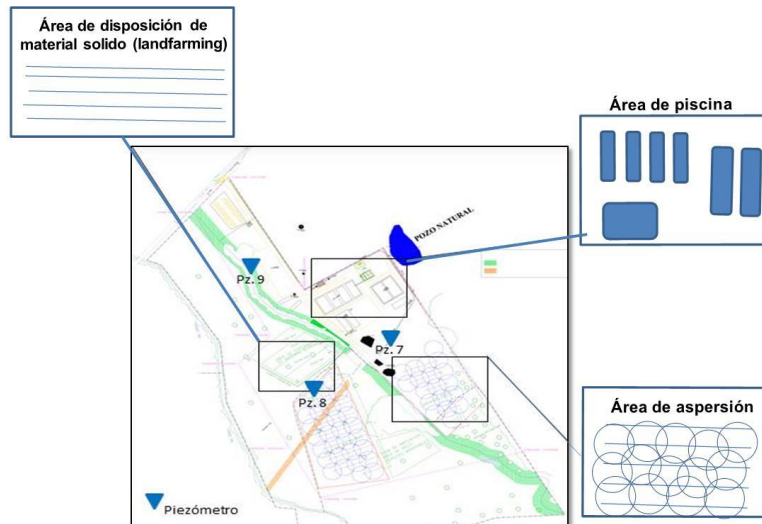 Área de disposición de
material solido (landfarming)
Área de piscina
POZO NATURAL
Pz. 9
Pz. 7
Pz. 8
Área de aspersión
Piezómetro